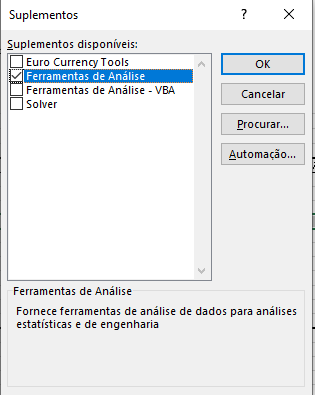 Suplementos
? ×
Suplementos disponíveis:
Euro Currency Tools
Ferramentas de Análise
Ferramentas de Análise - VBA
Solver
OK
Cancelar
Procurar...
Automação...
Ferramentas de Análise
Fornece ferramentas de análise de dados para análises
estatísticas e de engenharia